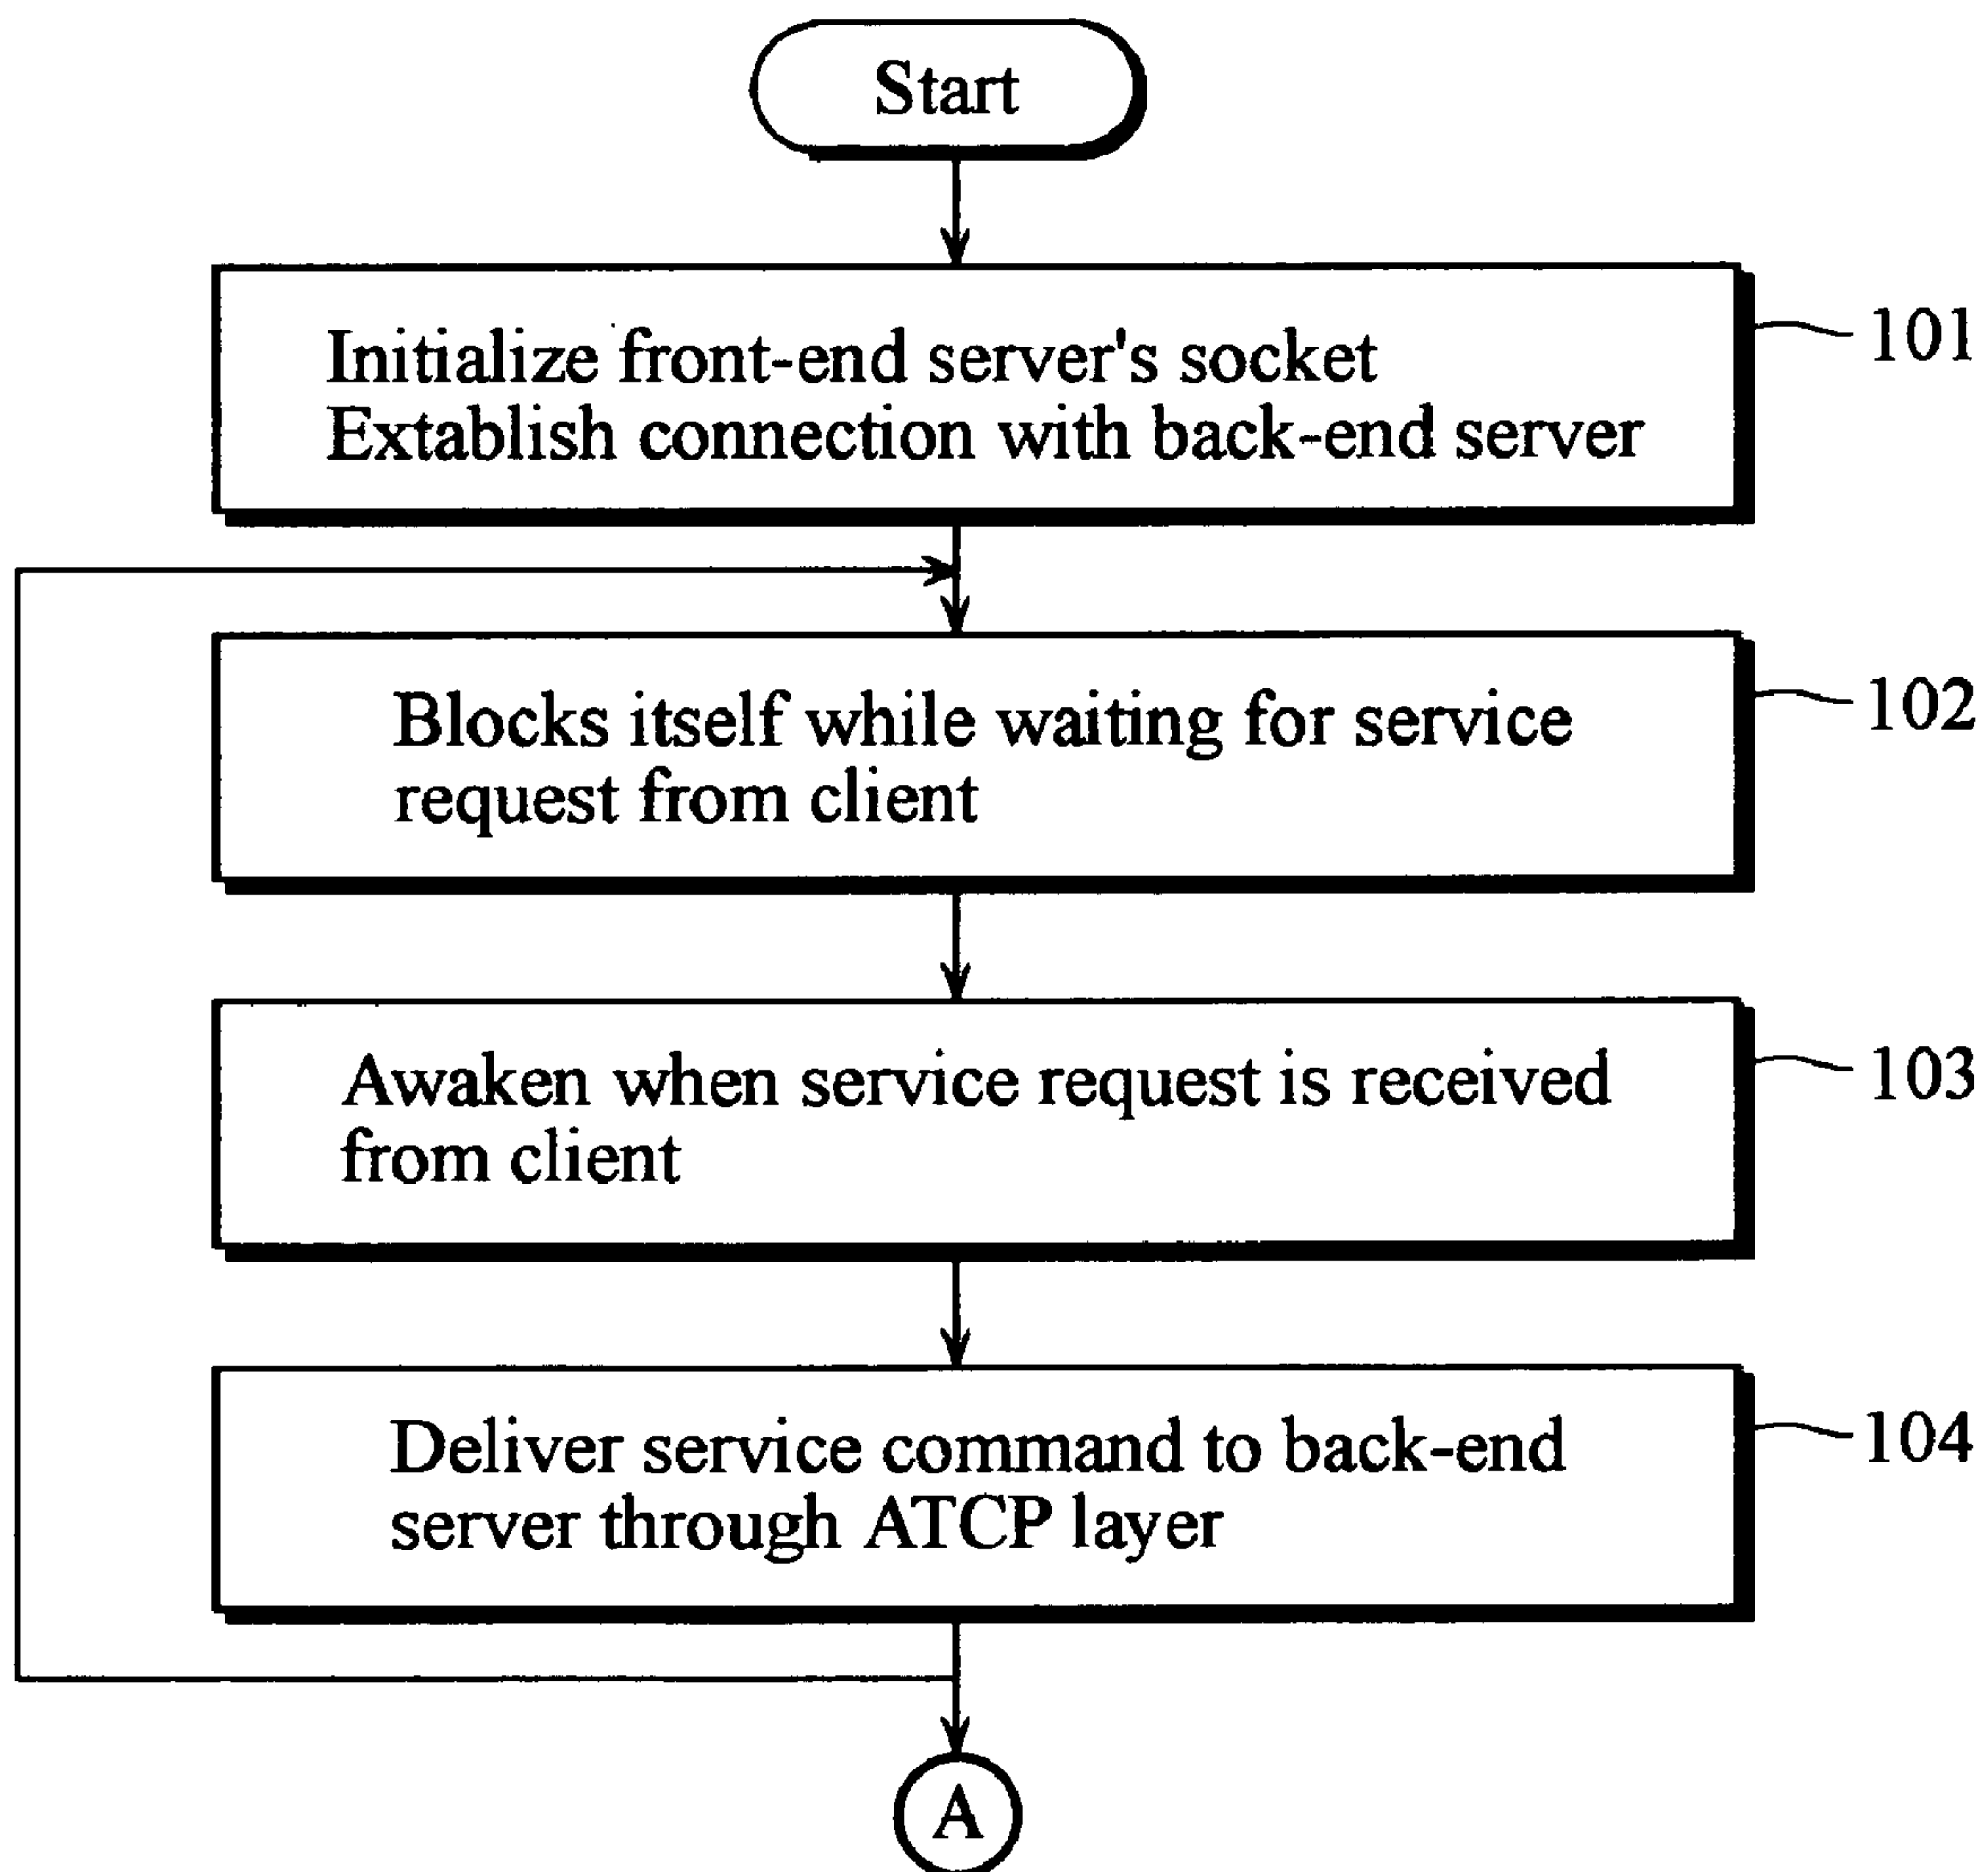 Start
Initialize front-end server's socket
Extablish connection with back-end server
101
Blocks itself while waiting for service
request from client
102
Awaken when service request is received
from client
103
Deliver service command to back-end
server through ATCP layer
104
A